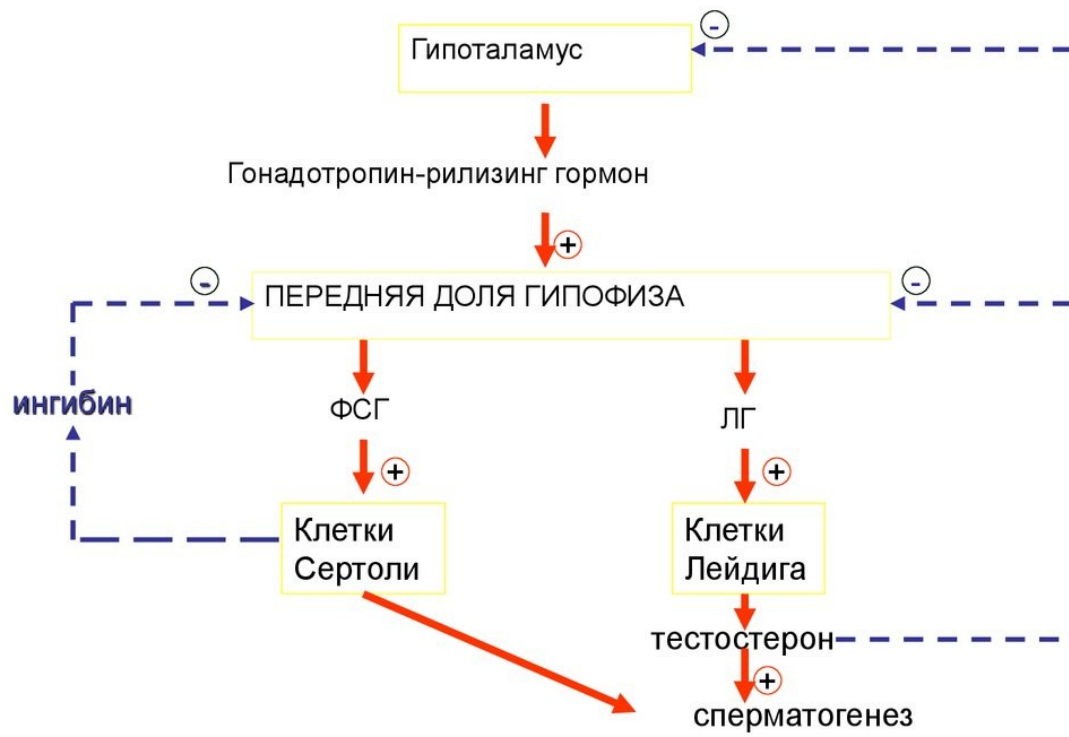 -
Гипоталамус
Гонадотропин-рилизинг гормон
+
-
-
ПЕРЕДНЯЯ ДОЛЯ ГИПОФИЗА
ингибин
ФСГ
ЛГ
+
+
Клетки
Сертоли
Клетки
Лейдига
тестостерон
+
сперматогенез